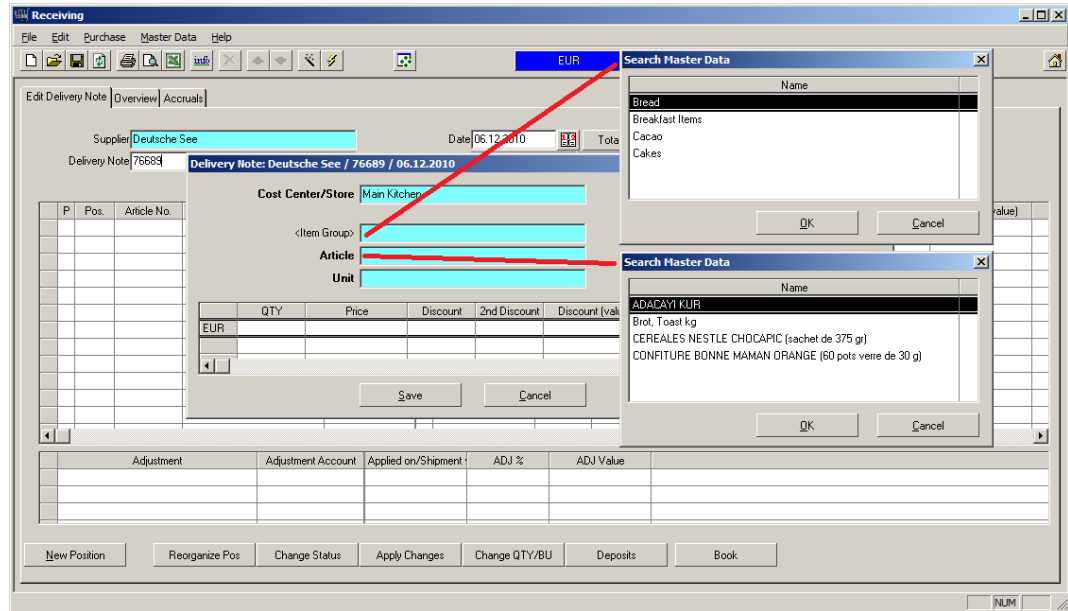 Receiving
File Edit Purchase Master Data Help
info
EUR
Edit Delivery Note Overview Accruals
Supplier Deutsche See
Date 06.12.2010
Tota
Delivery Note 76689
P Pos. Article No.
value)
Delivery Note: Deutsche See / 76689 / 06.12.2010
Cost Center/Store Main Kitchen
<Item Group>
Article
Unit
QTY Price Discount 2nd Discount Discount (valu
EUR
Save Cancel
Search Master Data
Name
Bread
Breakfast Items
Cacao
Cakes
OK Cancel
Search Master Data
Name
ADACAYI KUR
Brot, Toast kg
CEREALES NESTLE CHOCAPIC (sachet de 375 gr)
CONFITURE BONNE MAMAN ORANGE (60 pots verre de 30 g)
OK Cancel
Adjustment Adjustment Account Applied on/Shipment ADJ % ADJ Value
New Position Reorganize Pos Change Status Apply Changes Change QTY/BU Deposits Book
NUM